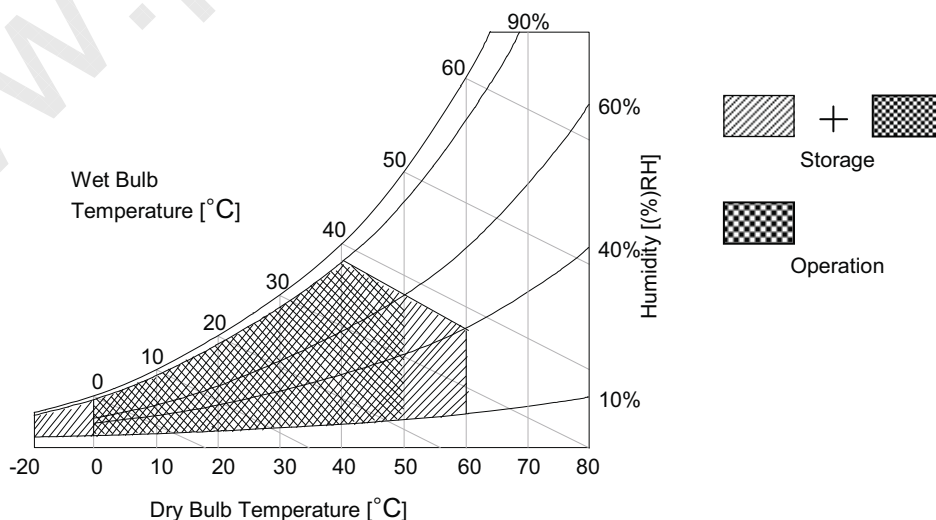 90%
60
60%
50
40
40%
30
20
10
0
10%
Wet Bulb
Temperature [°C]
Humidity [(%)RH]
-20 0 10 20 30 40 50 60 70 80
Dry Bulb Temperature [°C]
+
Storage
Operation